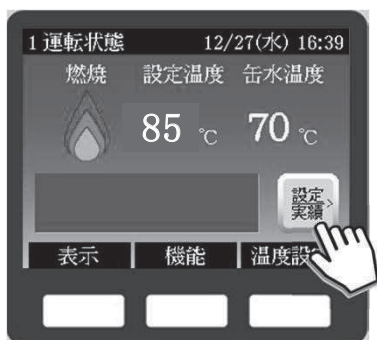 1 運転状態 12/27(水) 16:39
燃焼 設定温度 缶水温度
85 ℃ 70 ℃
設定
実績 >
表示 機能 温度設